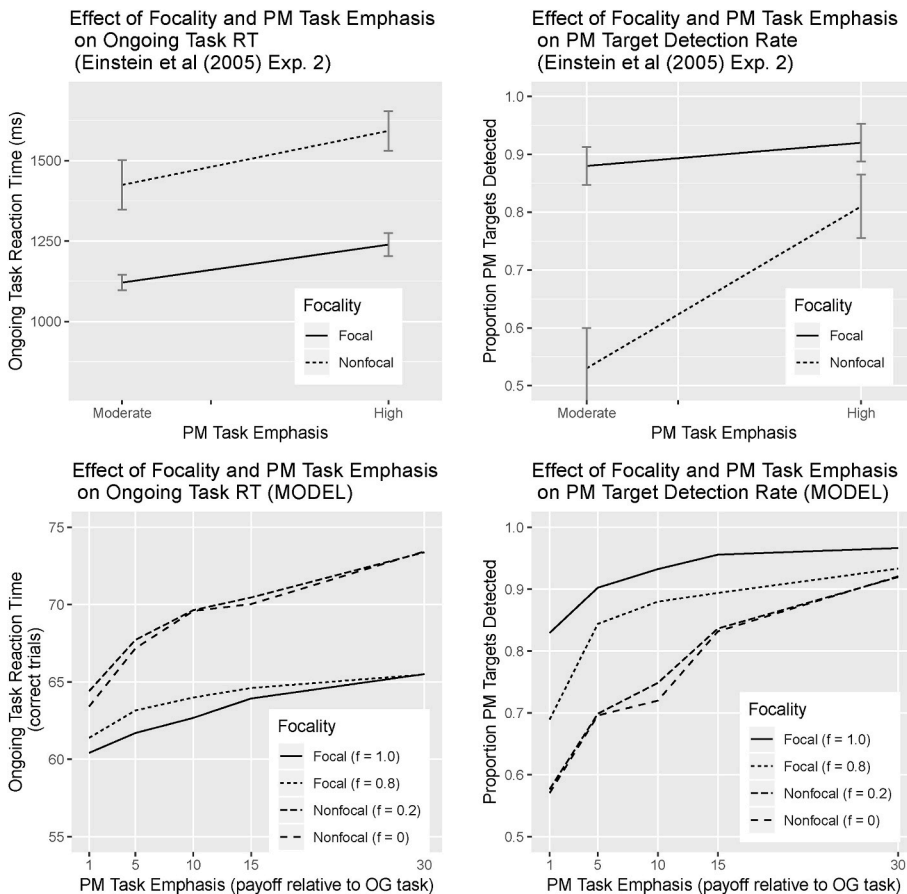 Effect of Focality and PM Task Emphasis
on Ongoing Task RT
(Einstein et al (2005) Exp. 2)
Ongoing Task Reaction Time (ms)
1500
1250
1000
Focality
Focal
Nonfocal
Moderate
High
PM Task Emphasis
Effect of Focality and PM Task Emphasis
on PM Target Detection Rate
(Einstein et al (2005) Exp. 2)
Proportion PM Targets Detected
1.0
0.9
0.8
0.7
0.6
0.5
Focality
Focal
Nonfocal
Moderate
High
PM Task Emphasis
Effect of Focality and PM Task Emphasis
on Ongoing Task RT (MODEL)
Ongoing Task Reaction Time
(correct trials)
75
70
65
60
55
Focality
Focal (f = 1.0)
Focal (f = 0.8)
Nonfocal (f = 0.2)
Nonfocal (f = 0)
1 5 10 15 30
PM Task Emphasis (payoff relative to OG task)
Effect of Focality and PM Task Emphasis
on PM Target Detection Rate (MODEL)
Proportion PM Targets Detected
1.0
0.9
0.8
0.7
0.6
0.5
Focality
Focal (f = 1.0)
Focal (f = 0.8)
Nonfocal (f = 0.2)
Nonfocal (f = 0)
1 5 10 15 30
PM Task Emphasis (payoff relative to OG task)